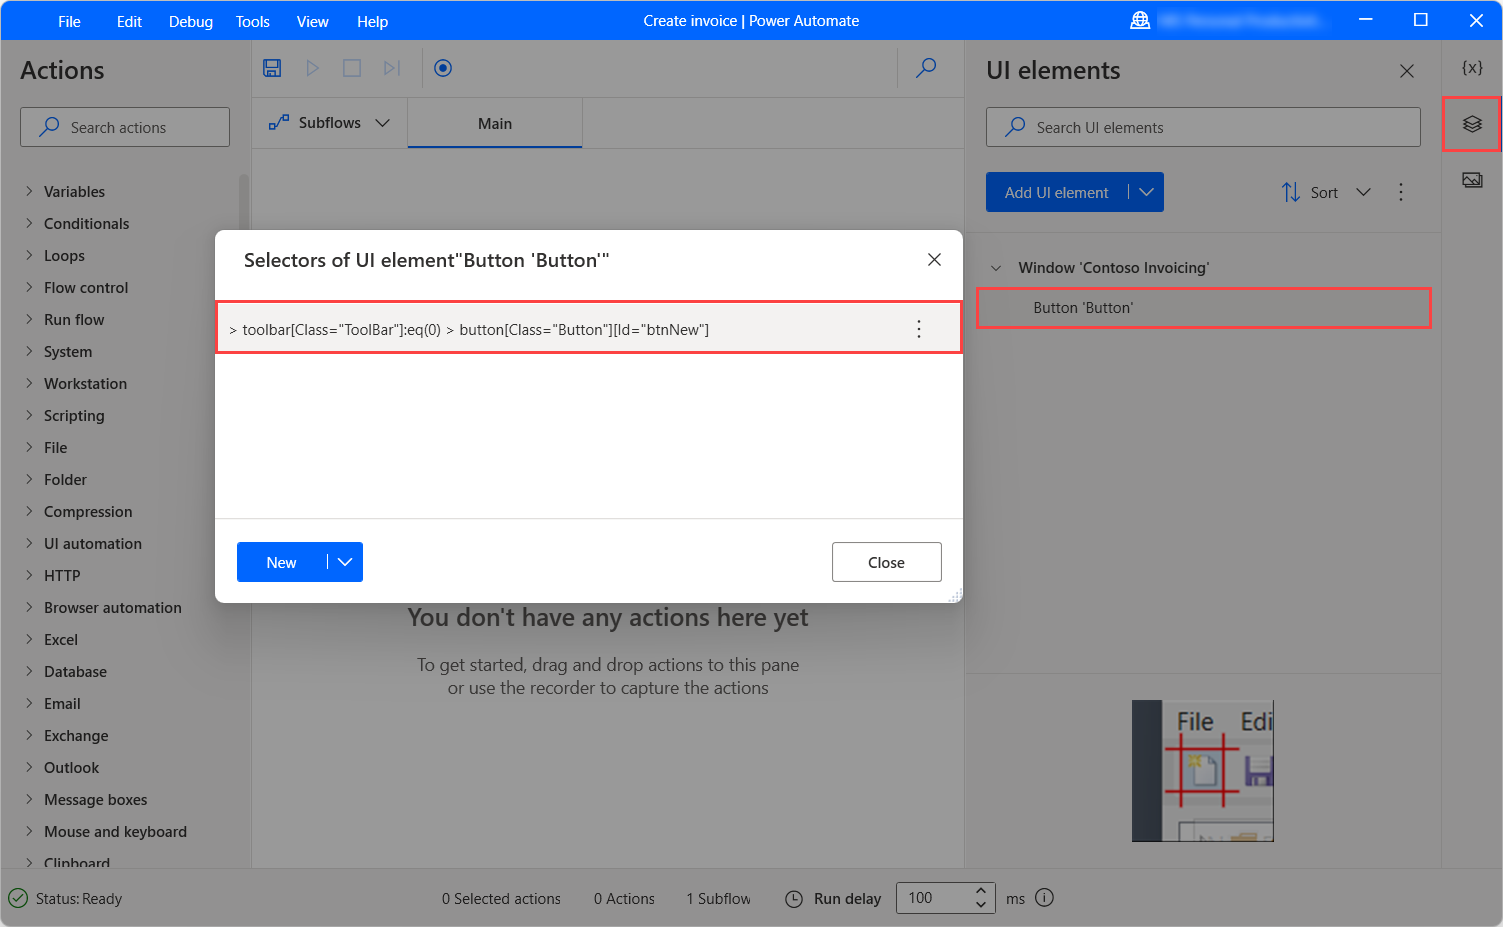 File Edit Debug Tools View Help
Create invoice | Power Automate
Actions
Search actions
Variables
Conditionals
Loops
Flow control
Run flow
System
Workstation
Scripting
File
Folder
Compression
UI automation
HTTP
Browser automation
Excel
Database
Email
Exchange
Outlook
Message boxes
Mouse and keyboard
Clipboard
Subflows
Main
Selectors of UI element"Button 'Button'"
> toolbar[Class="ToolBar"]:eq(0) > button[Class="Button"][Id="btnNew"]
New
Close
You don't have any actions here yet
To get started, drag and drop actions to this pane
or use the recorder to capture the actions
UI elements
{x}
Search UI elements
Add UI element
Sort
Window 'Contoso Invoicing'
Button 'Button'
File Edi
Status: Ready
0 Selected actions
0 Actions
1 Subflow
Run delay
100
ms